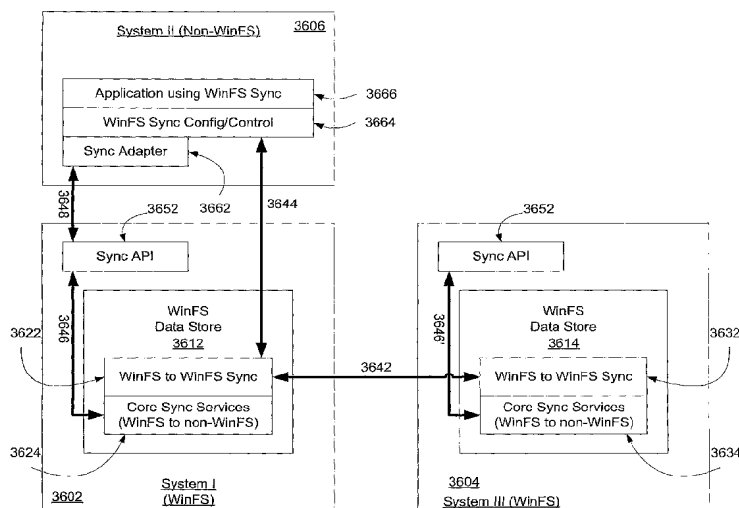 System II (Non-WinFS)
3606
Application using WinFS Sync
3666
WinFS Sync Config/Control
3664
Sync Adapter
3648
3652
3662
3644
3652
Sync API
Sync API
3646
WinFS
Data Store
3612
3622
WinFS to WinFS Sync
Core Sync Services
(WinFS to non-WinFS)
3624
3642
3646'
WinFS
Data Store
3614
3632
WinFS to WinFS Sync
Core Sync Services
(WinFS to non-WinFS)
3634
3602
System I
(WinFS)
3604
System III (WinFS)